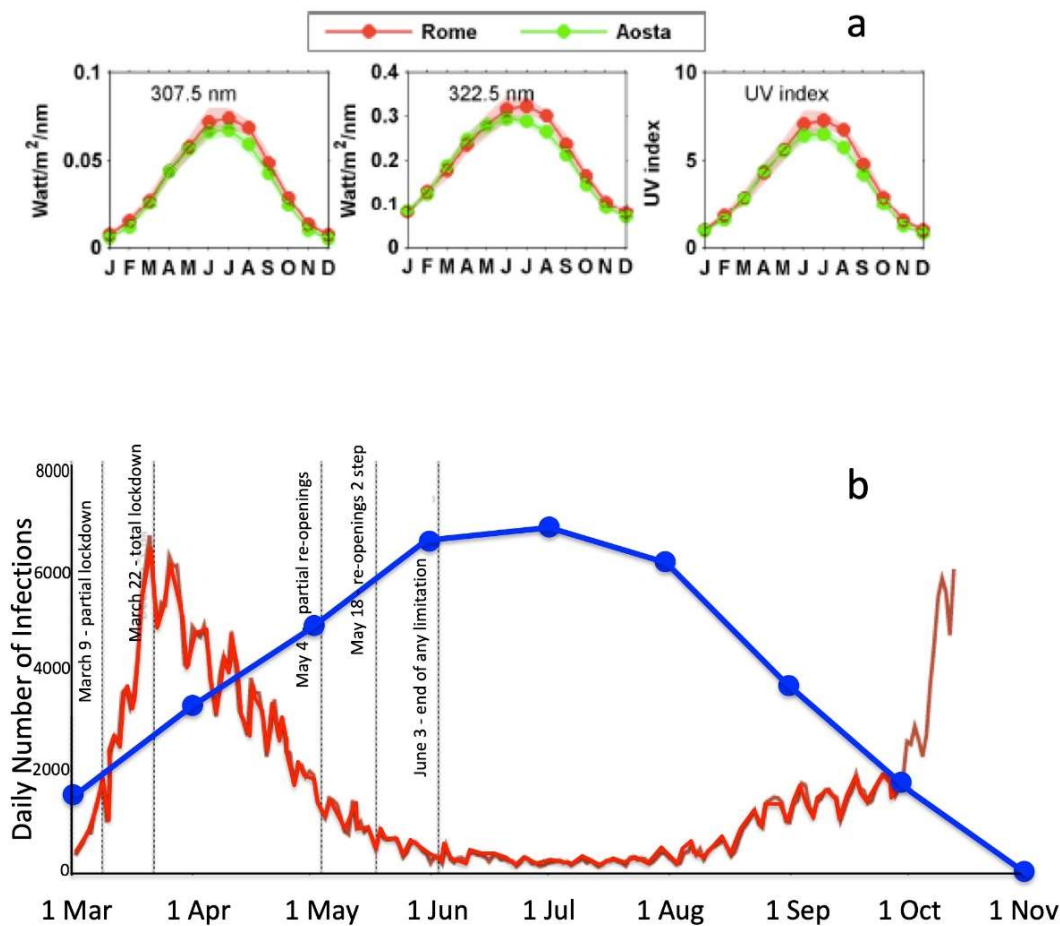 Rome
Aosta
a
0.1
0.05
0
Watt/m²/nm
307.5 nm
J F M A M J J A S O N D
0.4
0.3
0.2
0.1
0
Watt/m²/nm
322.5 nm
J F M A M J J A S O N D
10
5
0
UV index
UV index
J F M A M J J A S O N D
b
8000
6000
4000
2000
0
Daily Number of Infections
March 9 - partial lockdown
March 22 - total lockdown
May 4 partial re-openings
May 18 re-openings 2 step
June 3 - end of any limitation
1 Mar
1 Apr
1 May
1 Jun
1 Jul
1 Aug
1 Sep
1 Oct
1 Nov